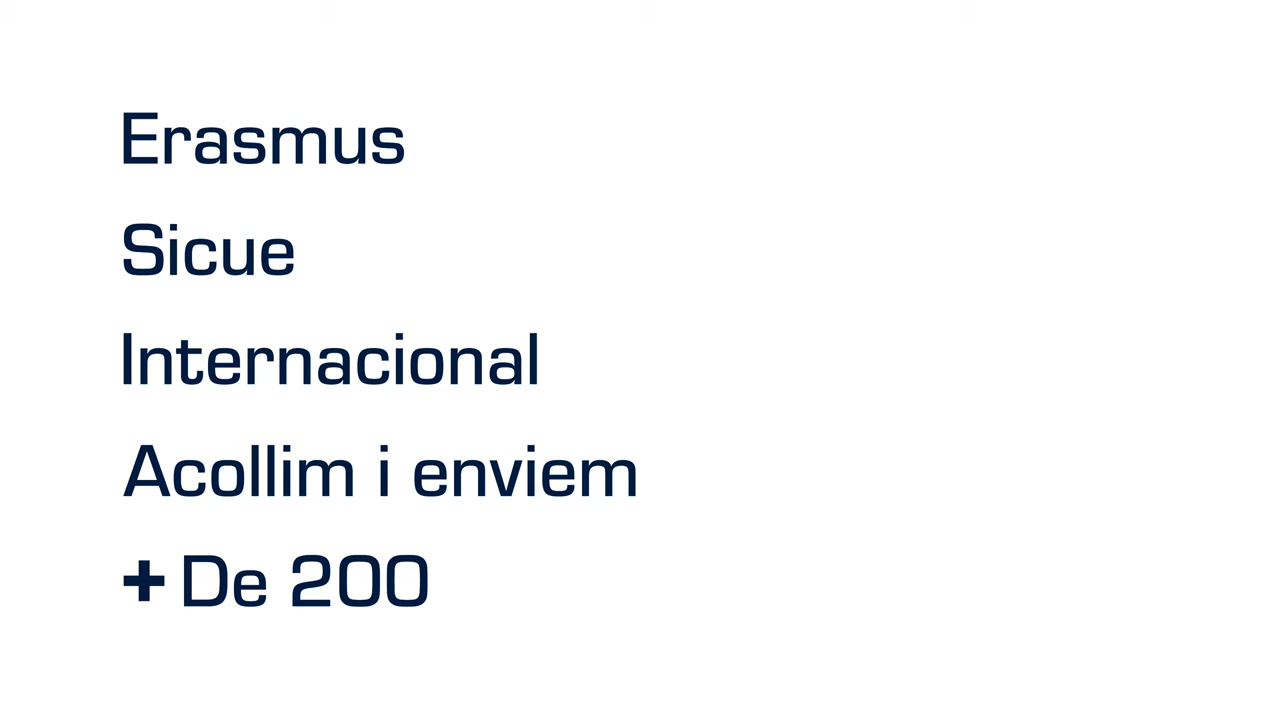 Erasmus
Sicue
Internacional
Acollim i enviem
+ De 200